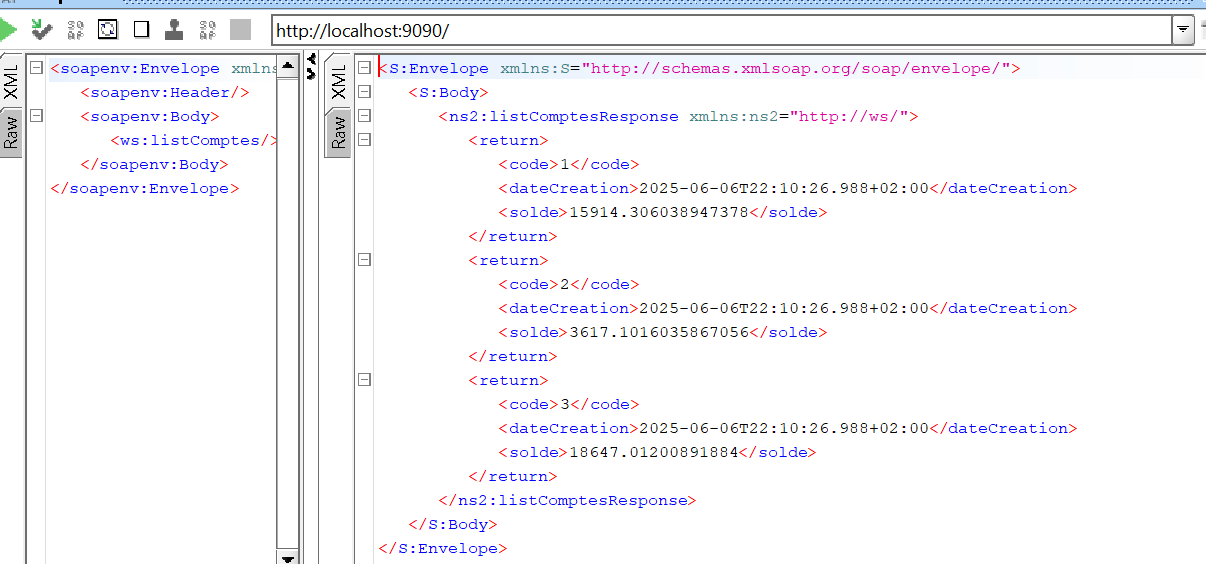 http://localhost:9090/
XML
Raw
<soapenv:Envelope xmlns
<soapenv:Header/>
<soapenv:Body>
<ws:listComptes/>
</soapenv:Body>
</soapenv:Envelope>
XML
Raw
<S:Envelope xmlns:S="http://schemas.xmlsoap.org/soap/envelope/">
<S:Body>
<ns2:listComptesResponse xmlns:ns2="http://ws/">
<return>
<code>1</code>
<dateCreation>2025-06-06T22:10:26.988+02:00</dateCreation>
<solde>15914.306038947378</solde>
</return>
<return>
<code>2</code>
<dateCreation>2025-06-06T22:10:26.988+02:00</dateCreation>
<solde>3617.1016035867056</solde>
</return>
<return>
<code>3</code>
<dateCreation>2025-06-06T22:10:26.988+02:00</dateCreation>
<solde>18647.01200891884</solde>
</return>
</ns2:listComptesResponse>
</S:Body>
</S:Envelope>